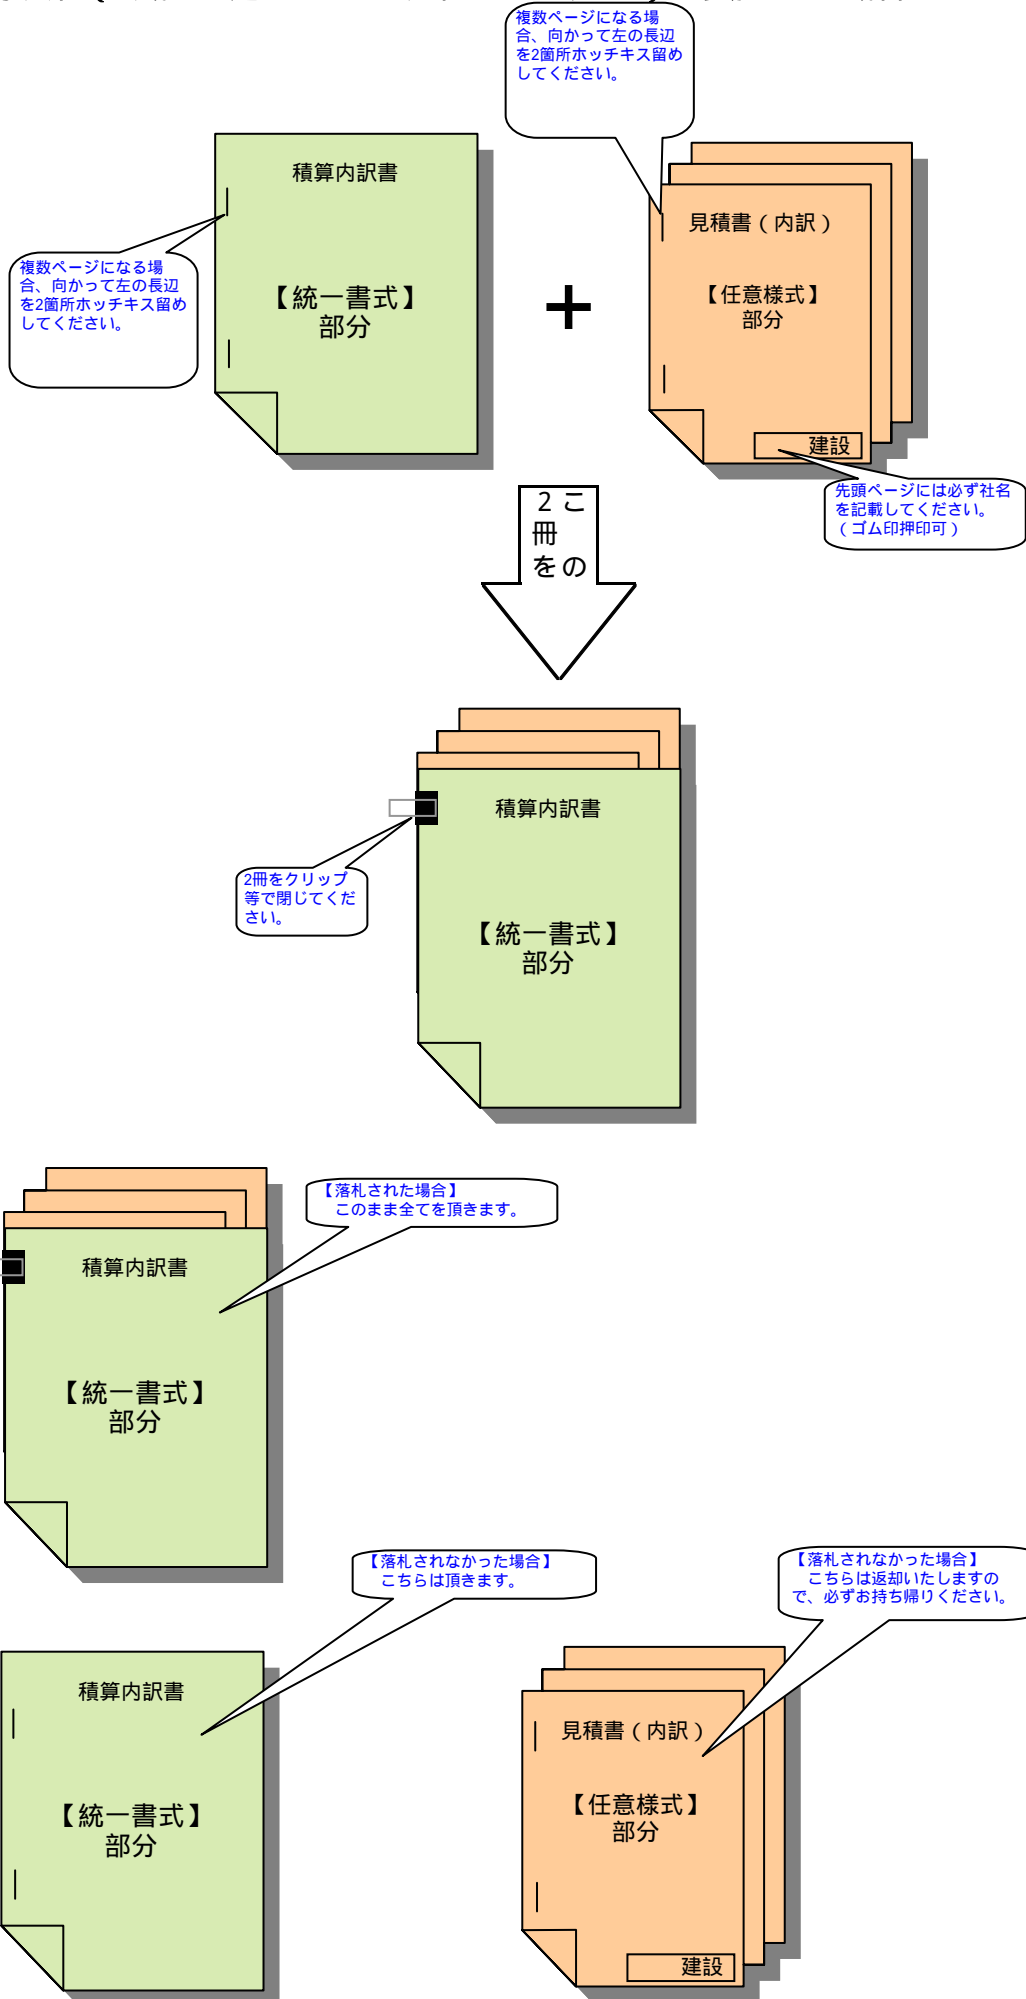 複数ページになる場
合、向かって左の長辺
を2箇所ホッチキス留め
してください。
積算内訳書
見積書（内訳）
複数ページになる場
合、向かって左の長辺
を2箇所ホッチキス留め
してください。
【統一書式】
部分
＋
【任意様式】
部分
建設
先頭ページには必ず社名
を記載してください。
（ゴム印押印可）
この
２冊を
積算内訳書
2冊をクリップ
等で閉じてくだ
さい。
【統一書式】
部分
【落札された場合】
このまま全てを頂きます。
積算内訳書
【統一書式】
部分
【落札されなかった場合】
こちらは頂きます。
【落札されなかった場合】
こちらは返却いたしますの
で、必ずお持ち帰りください。
積算内訳書
【統一書式】
部分
見積書（内訳）
【任意様式】
部分
建設